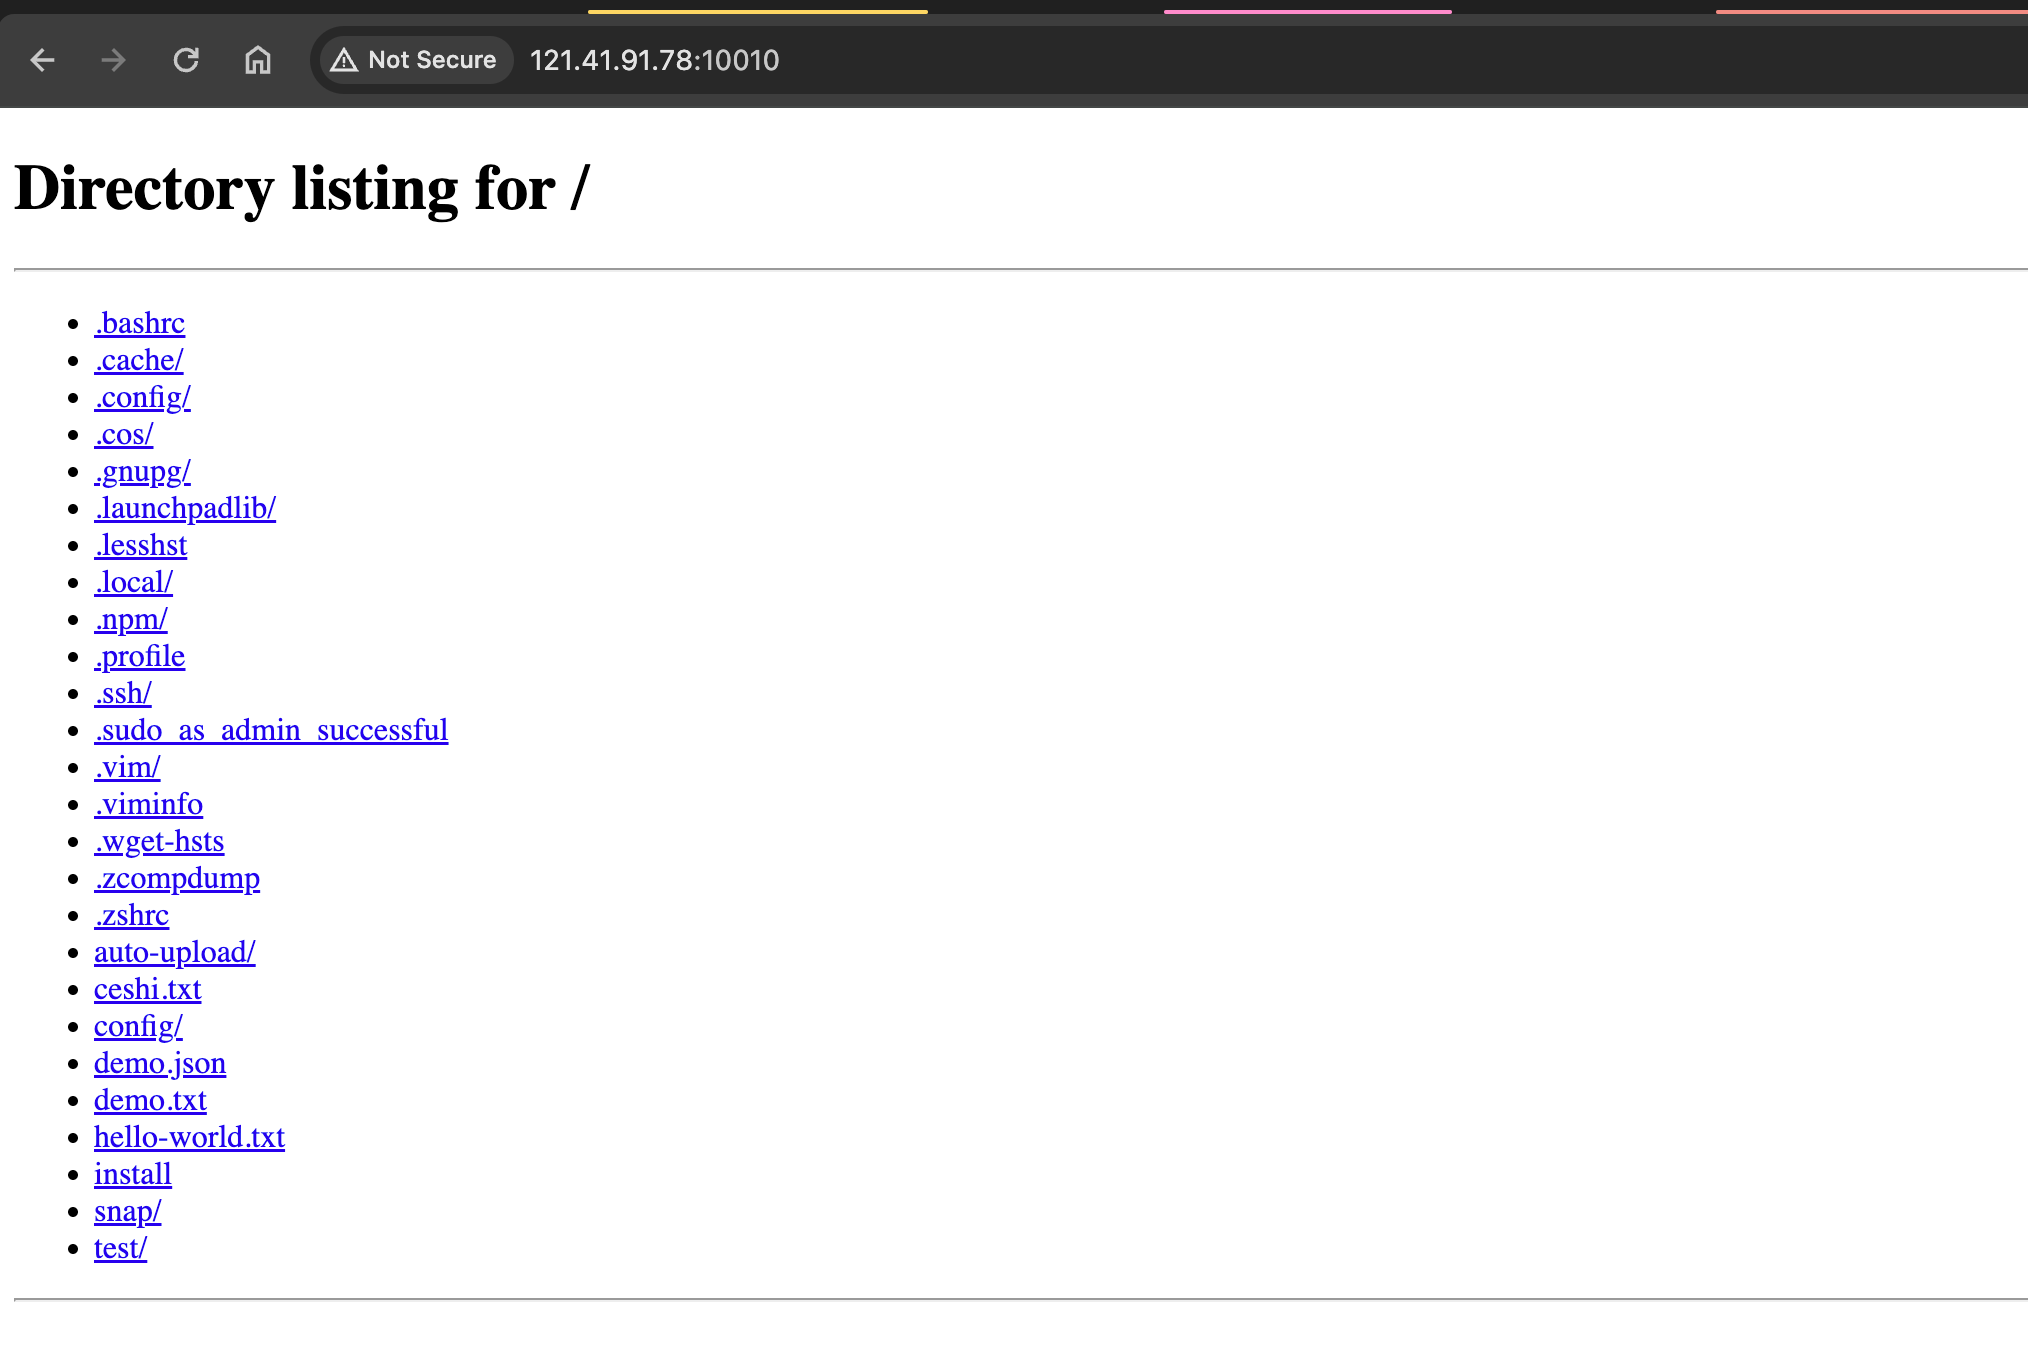 Not Secure 121.41.91.78:10010
Directory listing for /
.bashrc
.cache/
.config/
.cos/
.gnupg/
.launchpadlib/
.lesshst
.local/
.npm/
.profile
.ssh/
.sudo_as_admin_successful
.vim/
.viminfo
.wget-hsts
.zcompdump
.zshrc
auto-upload/
ceshi.txt
config/
demo.json
demo.txt
hello-world.txt
install
snap/
test/